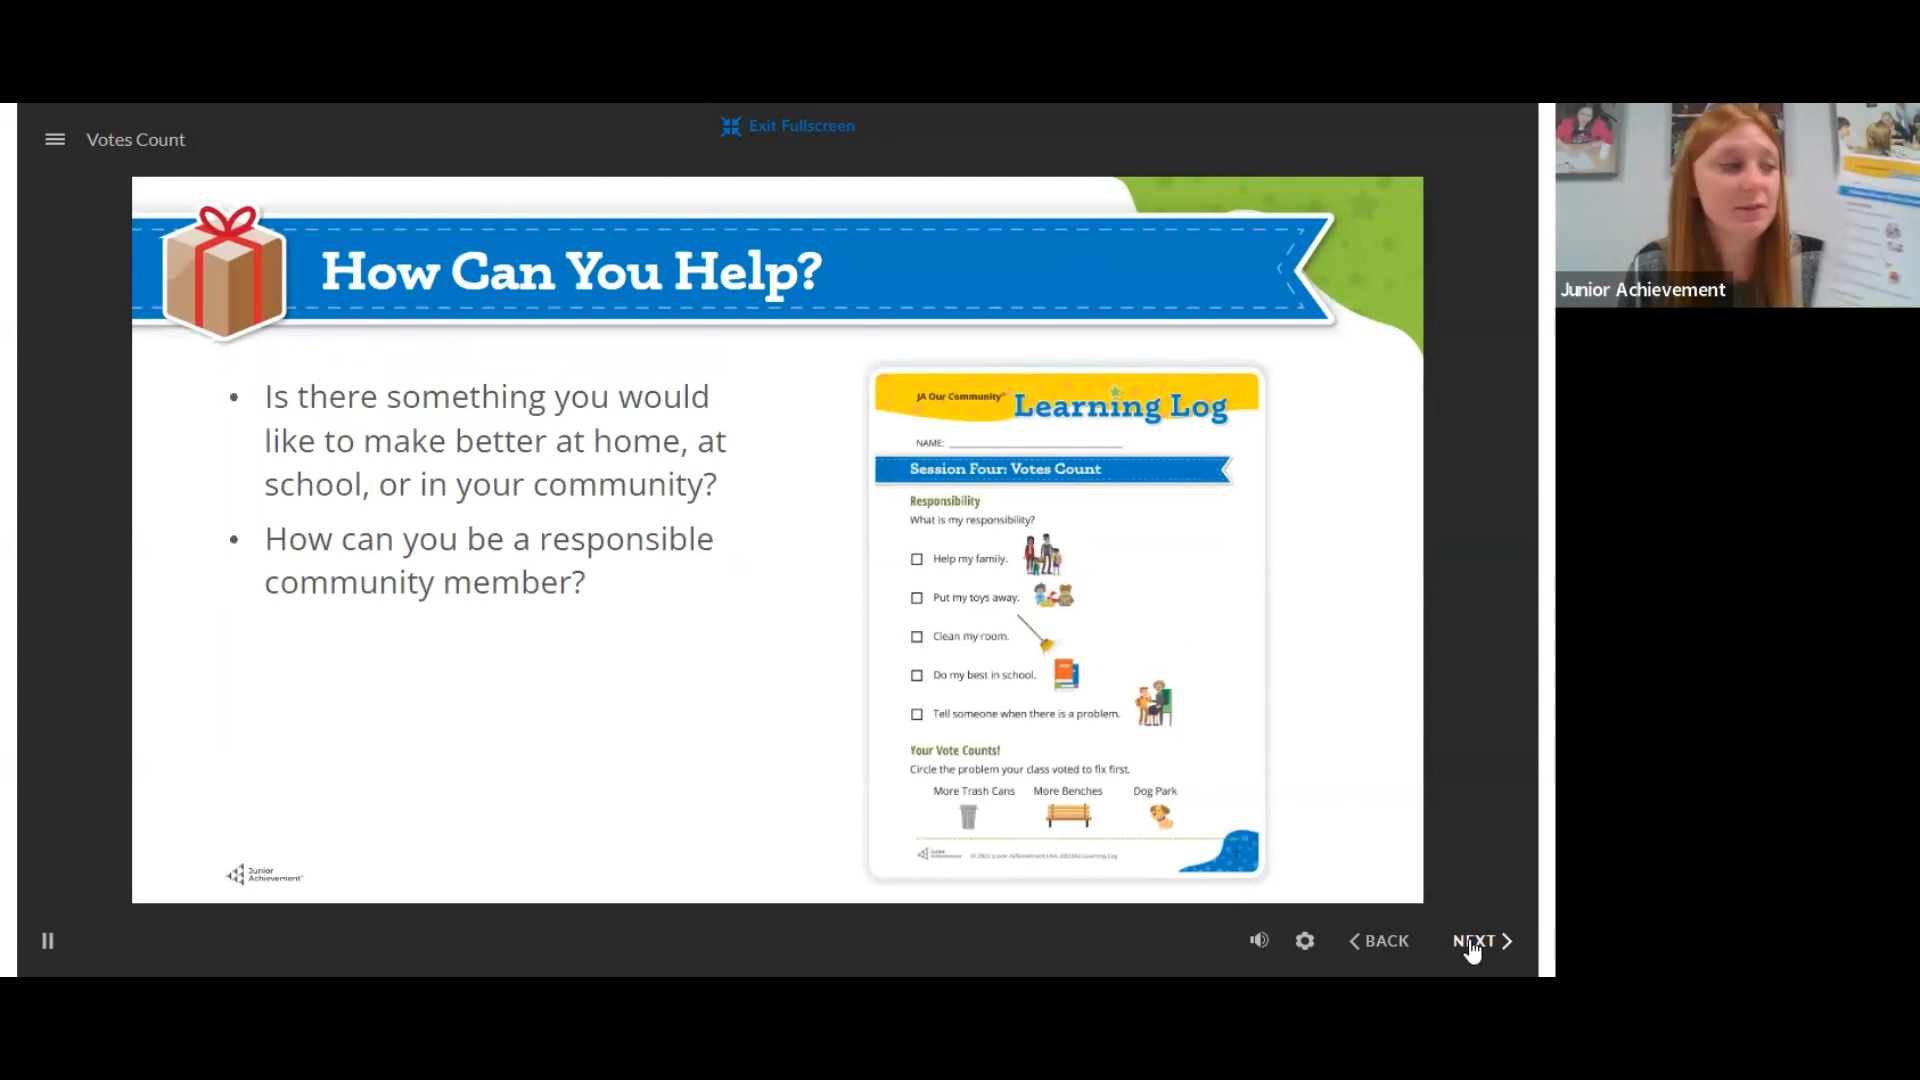 Votes Count
Exit Fullscreen
How Can You Help?
• Is there something you would
like to make better at home, at
school, or in your community?
• How can you be a responsible
community member?
JA Our Community®
Learning Log
NAME:
Session Four: Votes Count
Responsibility
What is my responsibility?
Help my family.
Put my toys away.
Clean my room.
Do my best in school.
Tell someone when there is a problem.
Your Vote Counts!
Circle the problem your class voted to fix first.
More Trash Cans More Benches Dog Park
Junior
Achievement
BACK
NEXT
Junior Achievement